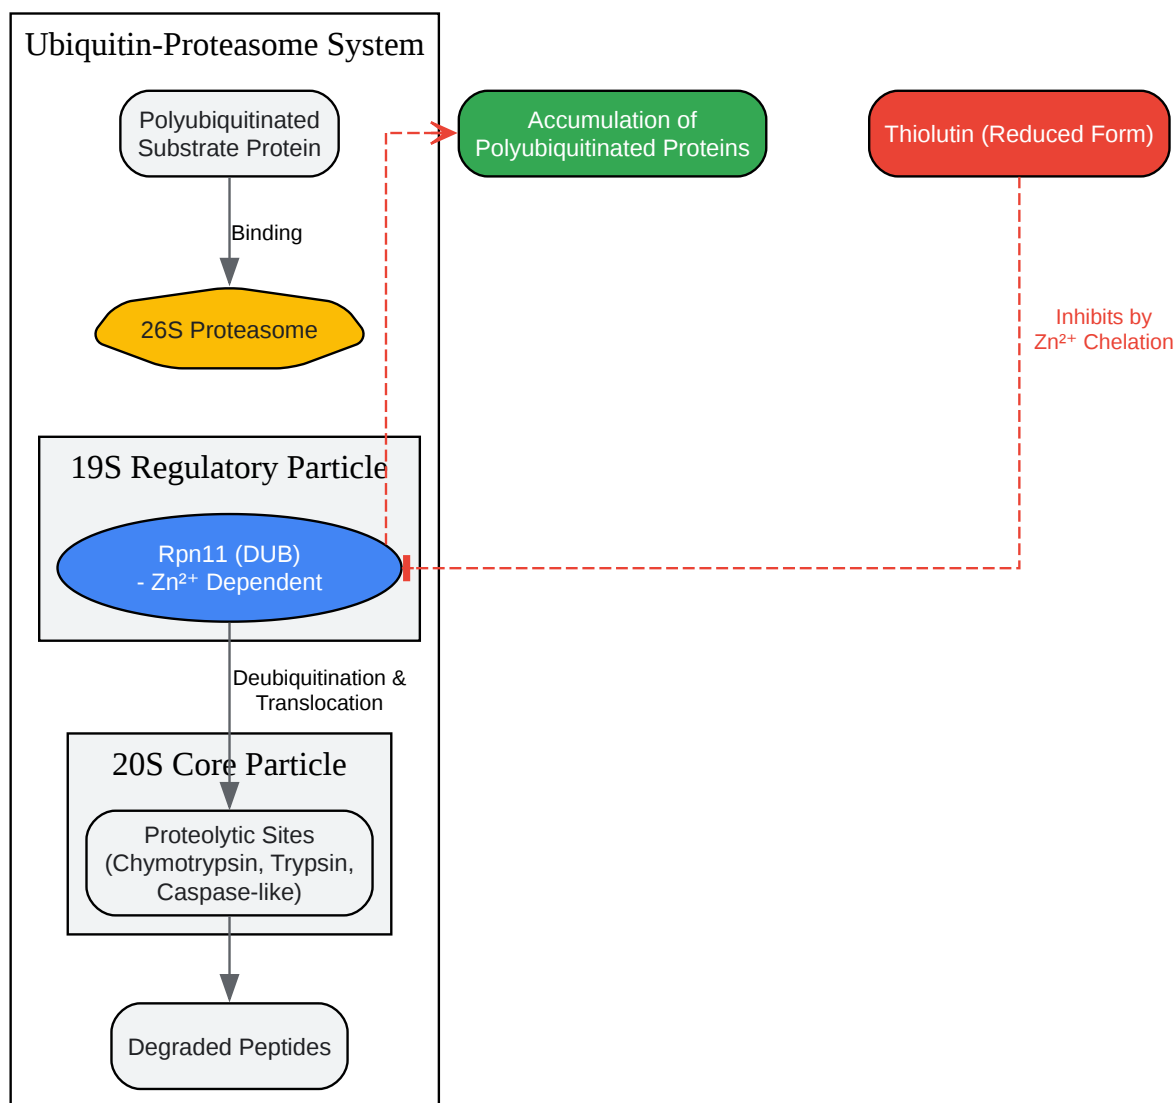 Ubiquitin-Proteasome System
Polyubiquitinated
Substrate Protein
Accumulation of
Polyubiquitinated Proteins
Thiolutin (Reduced Form)
Binding
26S Proteasome
Inhibits by
Zn²⁺ Chelation
19S Regulatory Particle
Rpn11 (DUB)
- Zn²⁺ Dependent
Deubiquitination &
Translocation
20S Core Particle
Proteolytic Sites
(Chymotrypsin, Trypsin,
Caspase-like)
Degraded Peptides